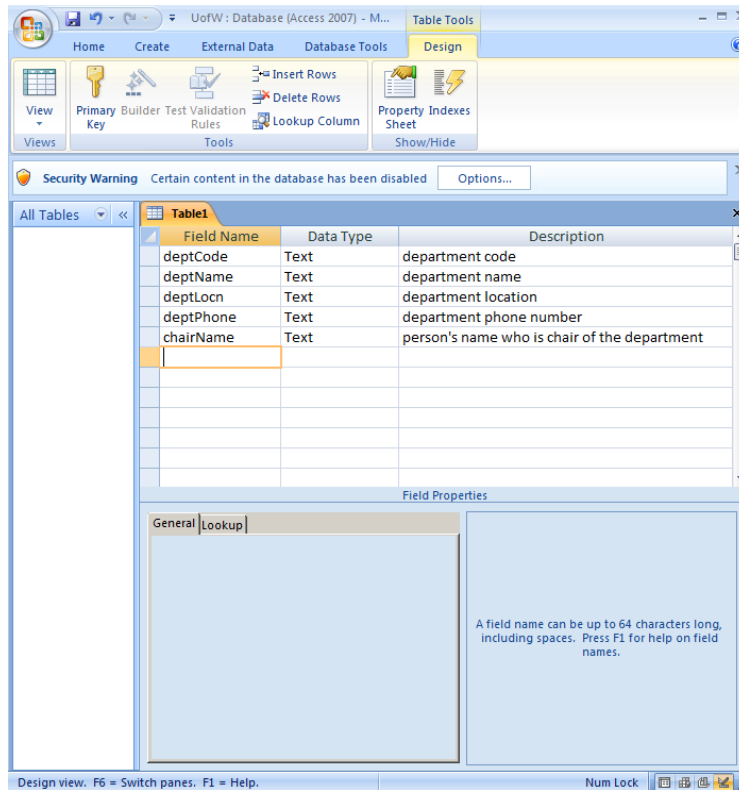 UofW : Database (Access 2007) - M...
Table Tools
Home Create External Data Database Tools Design
View
Primary Key
Builder
Test Validation Rules
Insert Rows
Delete Rows
Lookup Column
Property Sheet
Indexes
Views Tools Show/Hide
Security Warning Certain content in the database has been disabled Options...
All Tables
Table1
Field Name Data Type Description
deptCode Text department code
deptName Text department name
deptLocn Text department location
deptPhone Text department phone number
chairName Text person's name who is chair of the department
Field Properties
General Lookup
A field name can be up to 64 characters long,
including spaces. Press F1 for help on field
names.
Design view. F6 = Switch panes. F1 = Help. Num Lock